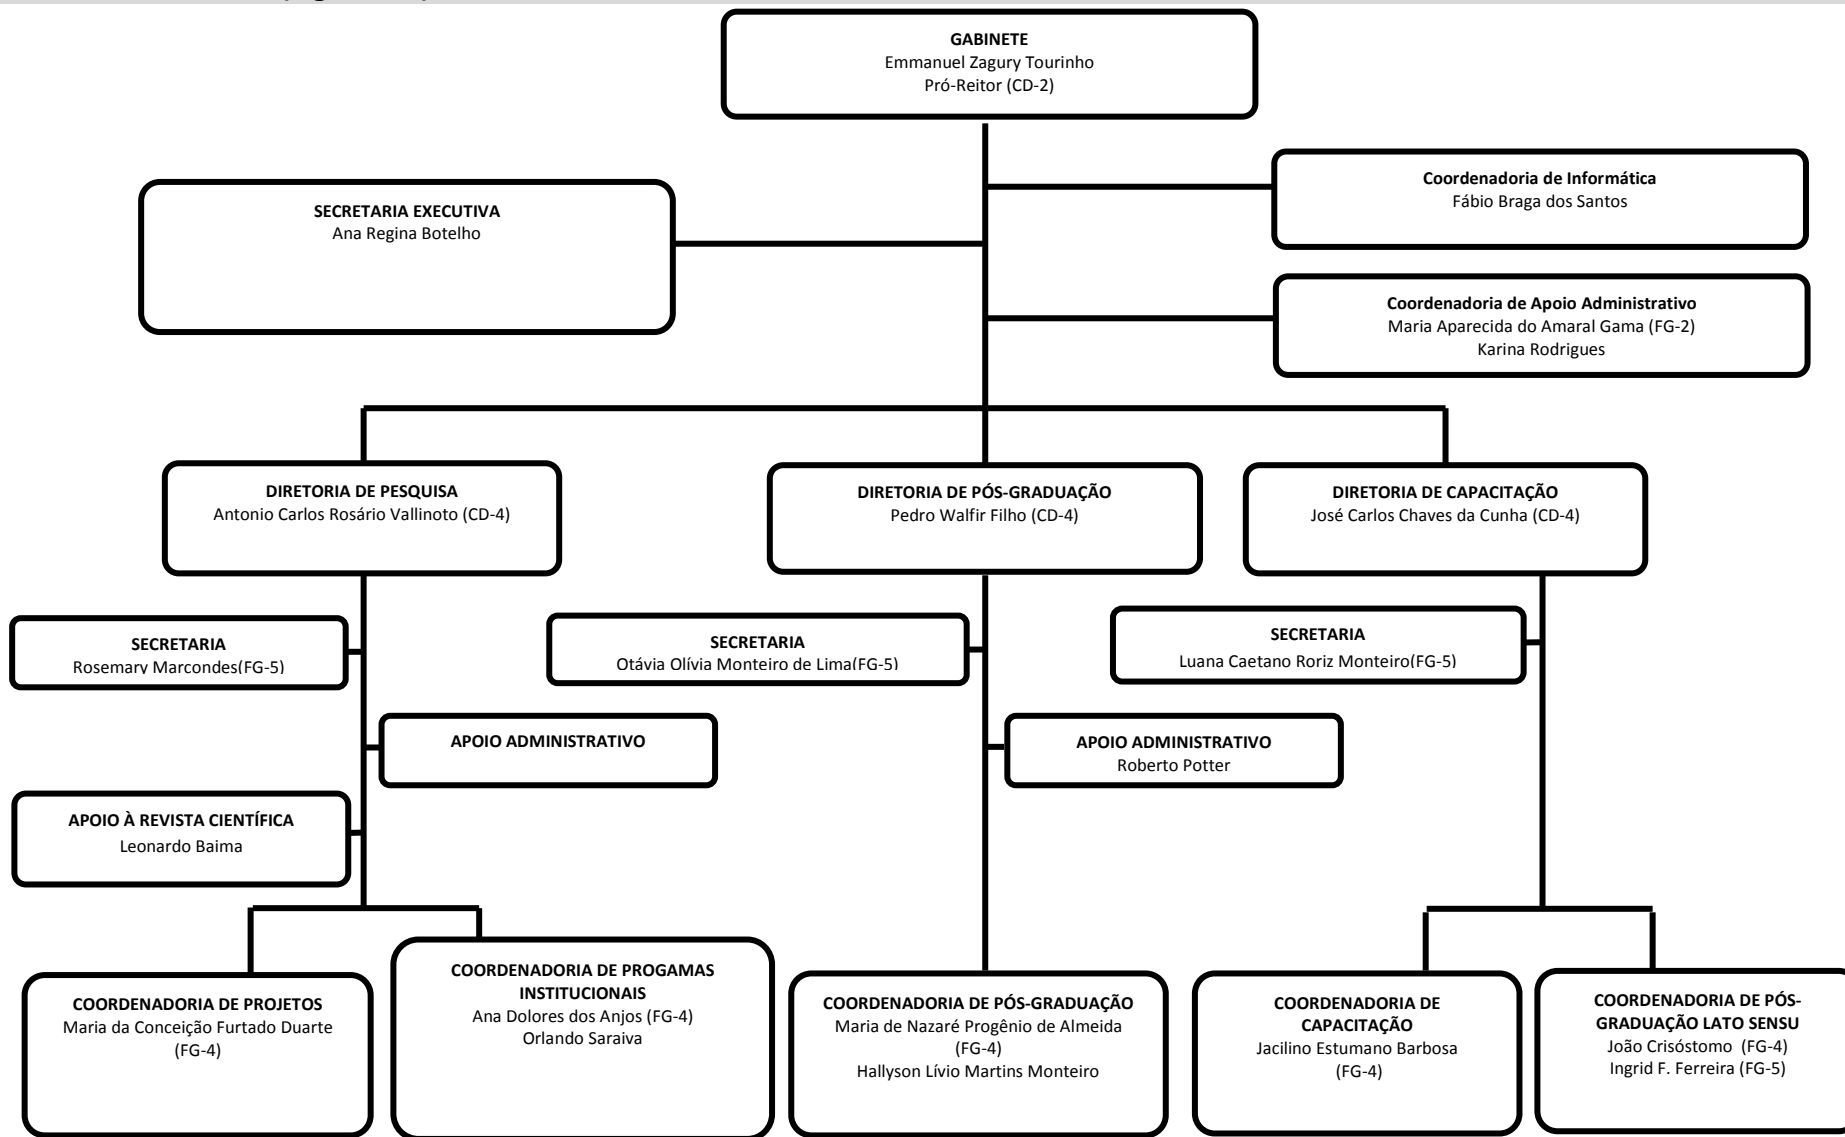 GABINETE
Emmanuel Zagury Tourinho
Pró-Reitor (CD-2)
Coordenadoria de Informática
Fábio Braga dos Santos
SECRETARIA EXECUTIVA
Ana Regina Botelho
Coordenadoria de Apoio Administrativo
Maria Aparecida do Amaral Gama (FG-2)
Karina Rodrigues
DIRETORIA DE PESQUISA
Antonio Carlos Rosário Vallinoto (CD-4)
DIRETORIA DE PÓS-GRADUAÇÃO
Pedro Walfir Filho (CD-4)
DIRETORIA DE CAPACITAÇÃO
José Carlos Chaves da Cunha (CD-4)
SECRETARIA
Rosemary Marcondes(FG-5)
SECRETARIA
Otávia Olívia Monteiro de Lima(FG-5)
SECRETARIA
Luana Caetano Roriz Monteiro(FG-5)
APOIO ADMINISTRATIVO
APOIO ADMINISTRATIVO
Roberto Potter
APOIO À REVISTA CIENTÍFICA
Leonardo Baima
COORDENADORIA DE PROJETOS
Maria da Conceição Furtado Duarte
(FG-4)
COORDENADORIA DE PROGAMAS
INSTITUCIONAIS
Ana Dolores dos Anjos (FG-4)
Orlando Saraiva
COORDENADORIA DE PÓS-GRADUAÇÃO
Maria de Nazaré Progênio de Almeida
(FG-4)
Hallyson Lívio Martins Monteiro
COORDENADORIA DE
CAPACITAÇÃO
Jacilino Estumano Barbosa
(FG-4)
COORDENADORIA DE PÓS-
GRADUAÇÃO LATO SENSU
João Crisóstomo (FG-4)
Ingrid F. Ferreira (FG-5)